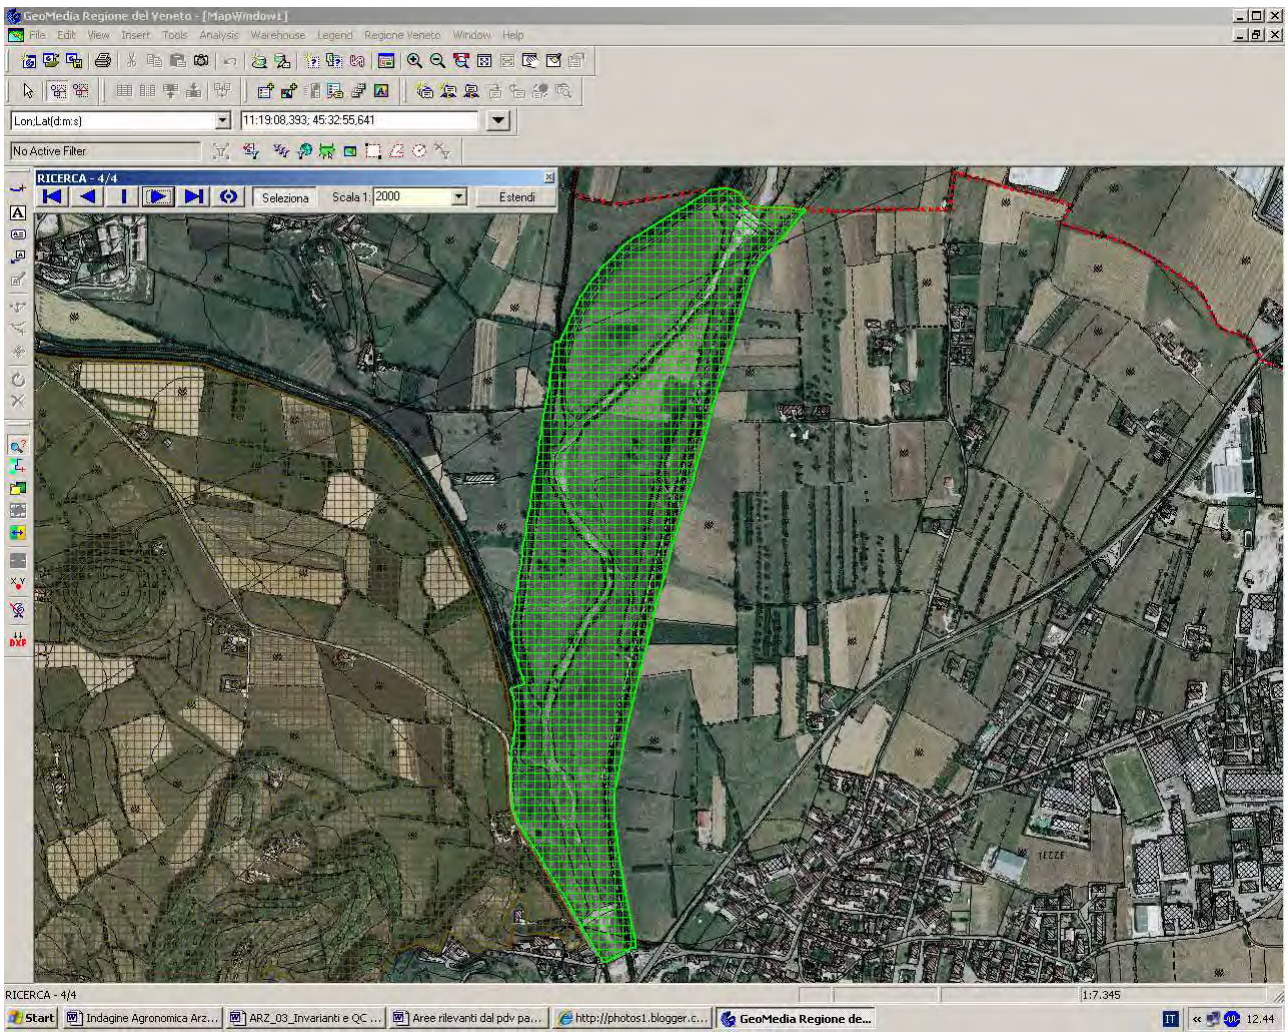 GeoMedia Regione del Veneto - [MapWindow1]
File Edit View Insert Tools Analysis Warehouse Legend Regione Veneto Window Help
Lon;Lat(d:m:s) 11:19:08,393; 45:32:55,641
No Active Filter
RICERCA - 4/4
Seleziona Scala 1: 2000 Estendi
A
X,Y
DXF
RICERCA - 4/4 1:7.345
Start Indagine Agronomica Arz... ARZ_03_Invarianti e QC ... Aree rilevanti dal pdv pa... http://photos1.blogger.c... GeoMedia Regione de... IT « 12.44